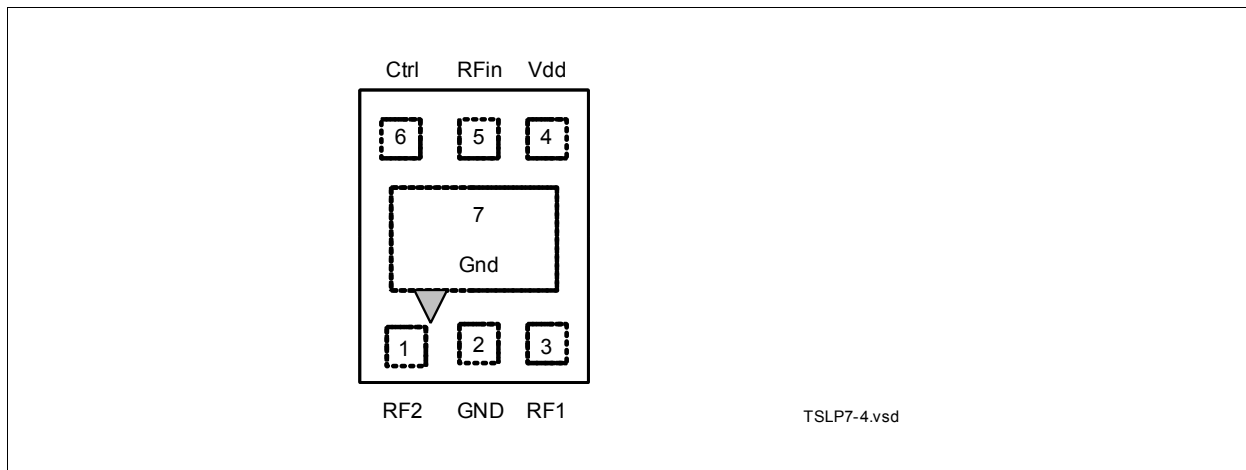 Ctrl RFin Vdd
6 5 4
7
Gnd
1 2 3
RF2 GND RF1
TSLP7-4.vsd